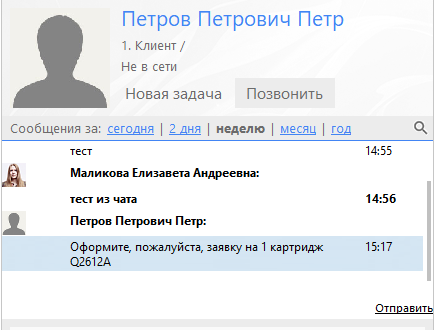 Петров Петрович Петр
1. Клиент /
Не в сети
Новая задача Позвонить
Сообщения за: сегодня | 2 дня | неделю | месяц | год
тест 14:55
Маликова Елизавета Андреевна:
тест из чата 14:56
Петров Петрович Петр:
Оформите, пожалуйста, заявку на 1 картридж 15:17
Q2612A
Отправить